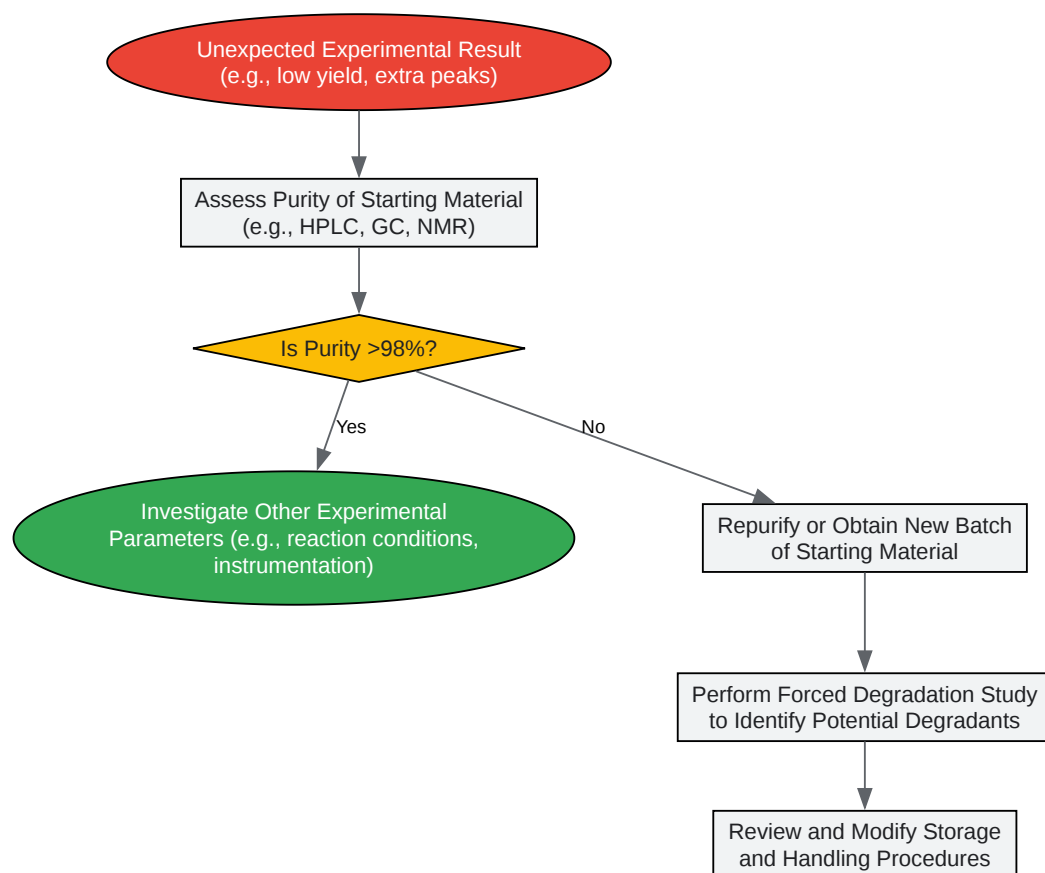 Unexpected Experimental Result
(e.g., low yield, extra peaks)
Assess Purity of Starting Material
(e.g., HPLC, GC, NMR)
Is Purity >98%?
Yes
No
Investigate Other Experimental
Parameters (e.g., reaction conditions,
instrumentation)
Repurify or Obtain New Batch
of Starting Material
Perform Forced Degradation Study
to Identify Potential Degradants
Review and Modify Storage
and Handling Procedures